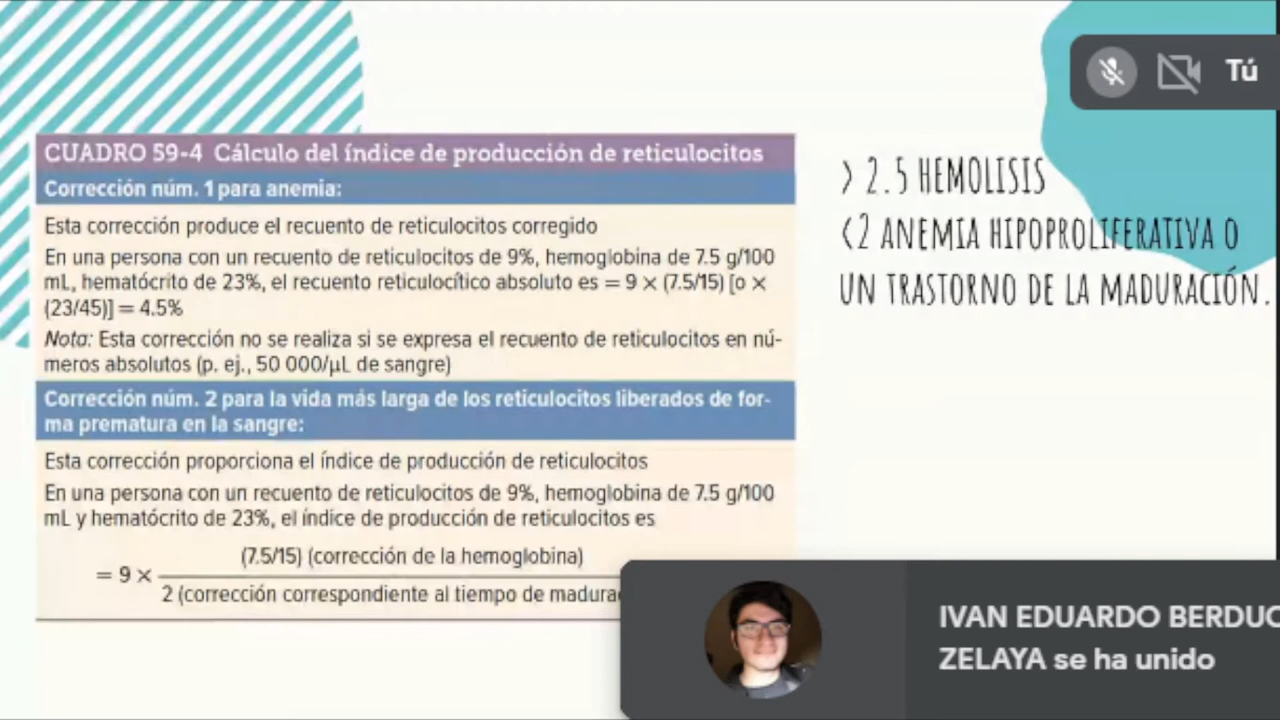 CUADRO 59-4 Cálculo del índice de producción de reticulocitos
Corrección núm. 1 para anemia:
Esta corrección produce el recuento de reticulocitos corregido
En una persona con un recuento de reticulocitos de 9%, hemoglobina de 7.5 g/100
mL, hematócrito de 23%, el recuento reticulocítico absoluto es = 9 × (7.5/15) [o ×
(23/45)] = 4.5%
Nota: Esta corrección no se realiza si se expresa el recuento de reticulocitos en nú-
meros absolutos (p. ej., 50 000/μL de sangre)
Corrección núm. 2 para la vida más larga de los reticulocitos liberados de for-
ma prematura en la sangre:
Esta corrección proporciona el índice de producción de reticulocitos
En una persona con un recuento de reticulocitos de 9%, hemoglobina de 7.5 g/100
mL y hematócrito de 23%, el índice de producción de reticulocitos es
(7.5/15) (corrección de la hemoglobina)
= 9 ×
2 (corrección correspondiente al tiempo de
> 2.5 HEMOLISIS
<2 ANEMIA HIPOPROLIFERATIVA O
UN TRASTORNO DE LA MADURACIÓN.
Tú
IVAN EDUARDO
ZELAYA se ha unido